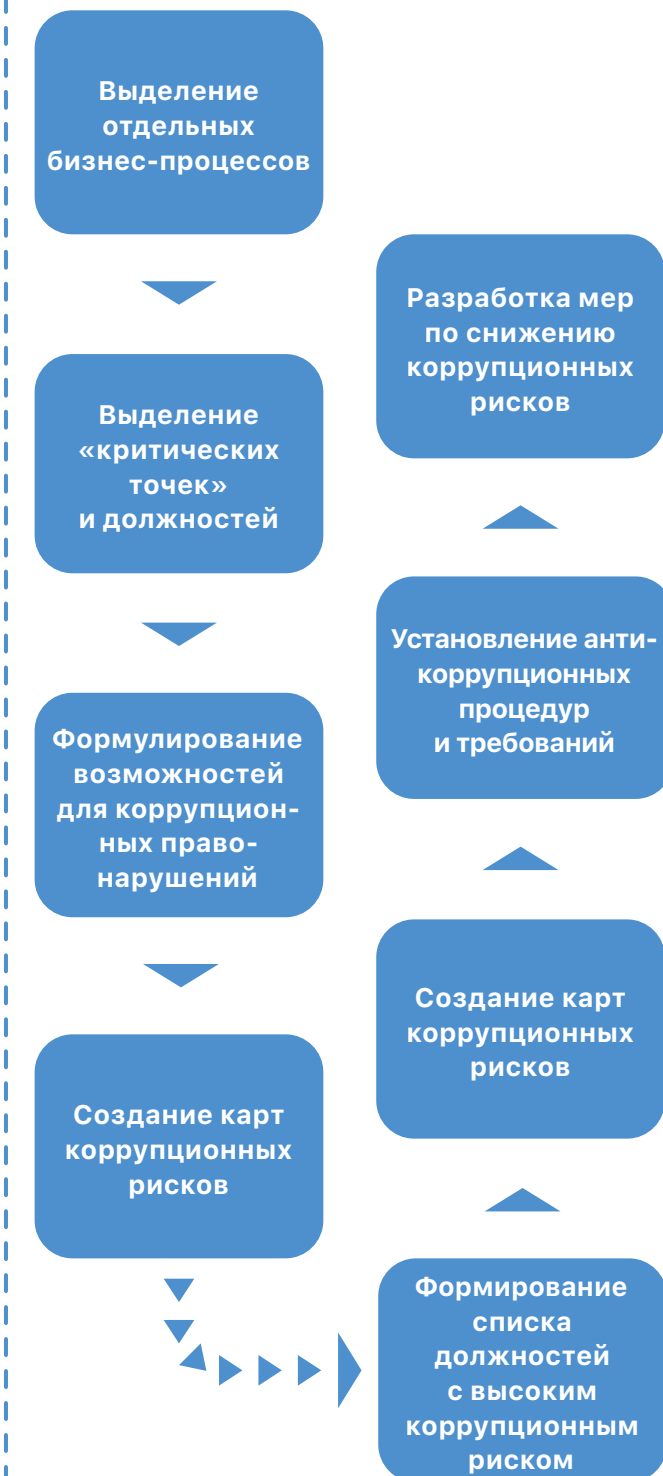 Выделение
отдельных
бизнес-процессов
Выделение
«критических
точек»
и должностей
Формулирование
возможностей
для коррупцион-
ных право-
нарушений
Создание карт
коррупционных
рисков
Формирование
списка
должностей
с высоким
коррупционным
риском
Создание карт
коррупционных
рисков
Установление анти-
коррупционных
процедур
и требований
Разработка мер
по снижению
коррупционных
рисков